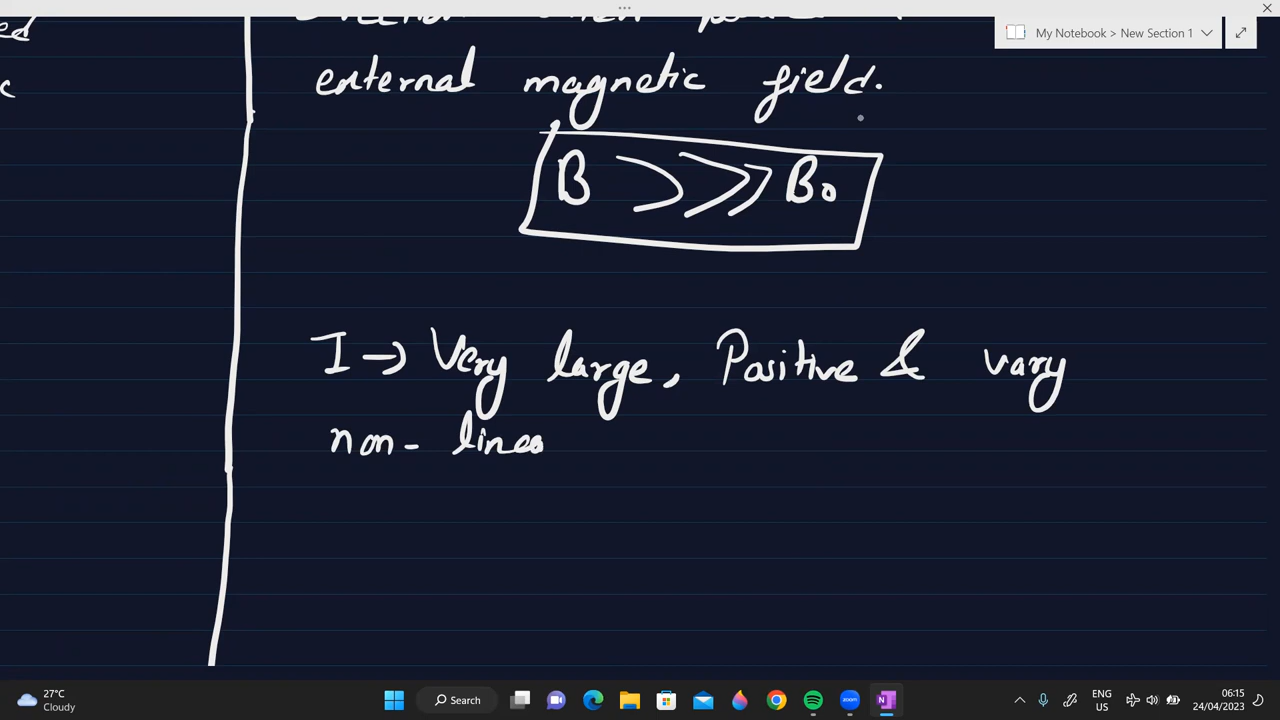 My Notebook > New Section 1
external magnetic field.
B >>> B₀
I → Very large, Positive & vary
non- linea
27°C
Cloudy
Search
zoom
ENG
US
06:15
24/04/2023